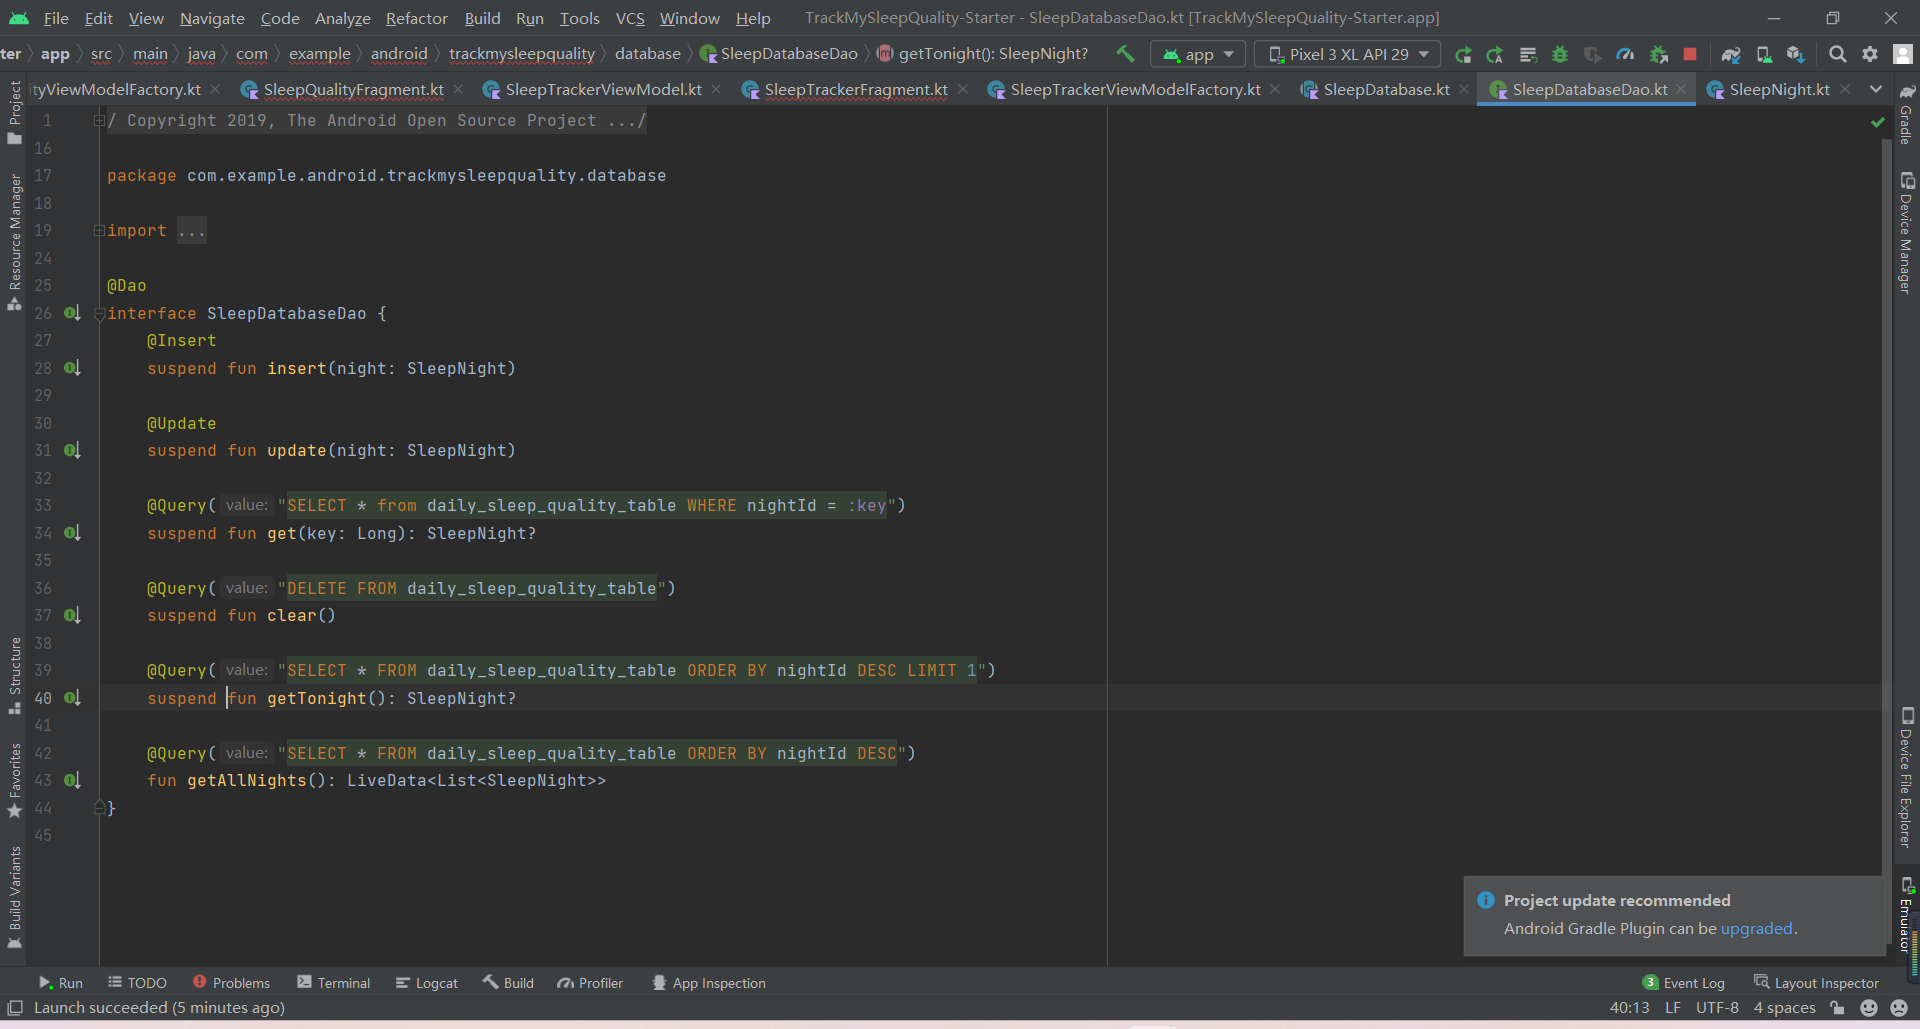 File Edit View Navigate Code Analyze Refactor Build Run Tools VCS Window Help TrackMySleepQuality-Starter - SleepDatabaseDao.kt [TrackMySleepQuality-Starter.app]
ter app src main java com example android trackmysleepquality database SleepDatabaseDao getTonight(): SleepNight? app Pixel 3 XL API 29
ityViewModelFactory.kt SleepQualityFragment.kt SleepTrackerViewModel.kt SleepTrackerFragment.kt SleepTrackerViewModelFactory.kt SleepDatabase.kt SleepDatabaseDao.kt SleepNight.kt
Project
Resource Manager
Structure
Favorites
Build Variants
1 / Copyright 2019, The Android Open Source Project .../
16
17 package com.example.android.trackmysleepquality.database
18
19 import ...
24
25 @Dao
26 interface SleepDatabaseDao {
27 @Insert
28 suspend fun insert(night: SleepNight)
29
30 @Update
31 suspend fun update(night: SleepNight)
32
33 @Query( value: "SELECT * from daily_sleep_quality_table WHERE nightId = :key")
34 suspend fun get(key: Long): SleepNight?
35
36 @Query( value: "DELETE FROM daily_sleep_quality_table")
37 suspend fun clear()
38
39 @Query( value: "SELECT * FROM daily_sleep_quality_table ORDER BY nightId DESC LIMIT 1")
40 suspend fun getTonight(): SleepNight?
41
42 @Query( value: "SELECT * FROM daily_sleep_quality_table ORDER BY nightId DESC")
43 fun getAllNights(): LiveData<List<SleepNight>>
44 }
45
Gradle
Device Manager
Device File Explorer
Emulator
Project update recommended
Android Gradle Plugin can be upgraded.
Run TODO Problems Terminal Logcat Build Profiler App Inspection 3 Event Log Layout Inspector
Launch succeeded (5 minutes ago) 40:13 LF UTF-8 4 spaces